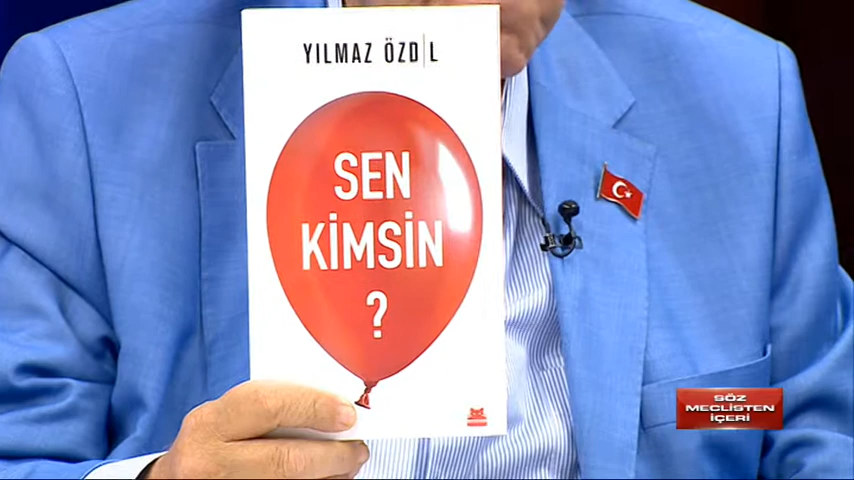 YILMAZ ÖZDİL
SEN
KİMSİN
?
SÖZ
MECLİSTEN
İÇERİ